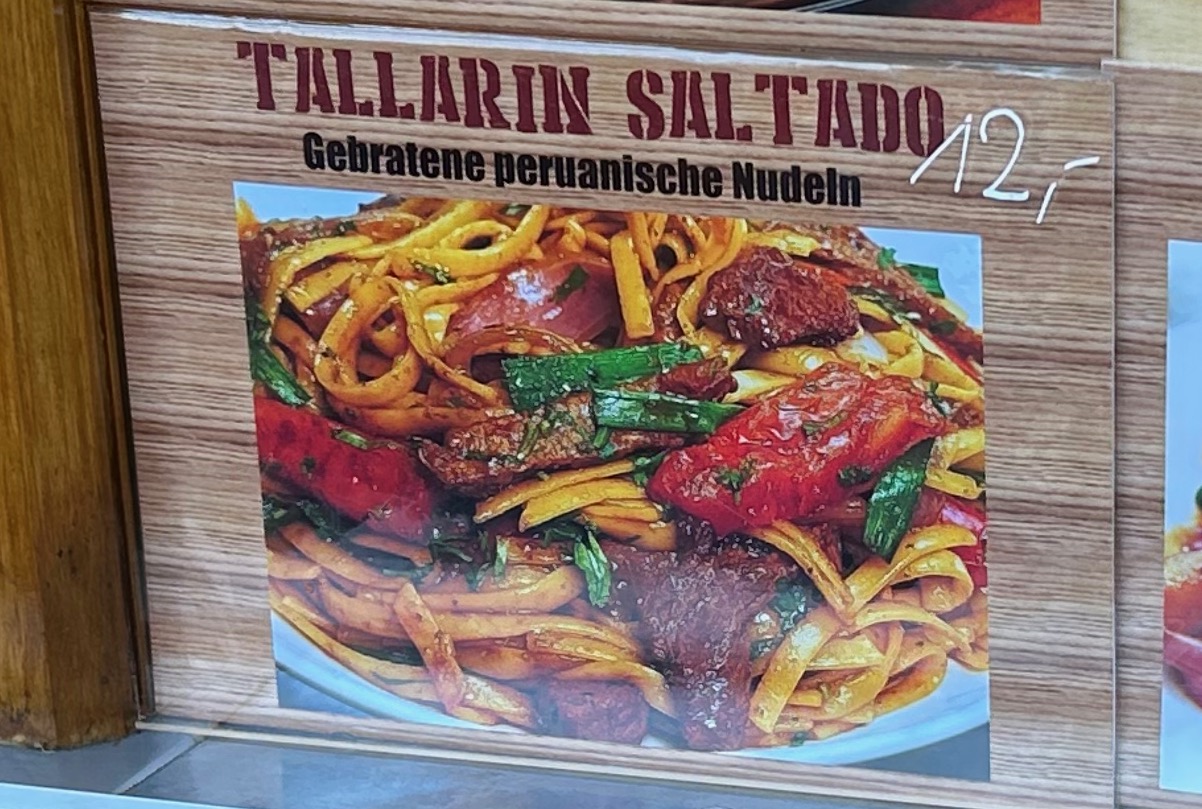 TALLARIN SALTADO
12,-
Gebratene peruanische Nudeln